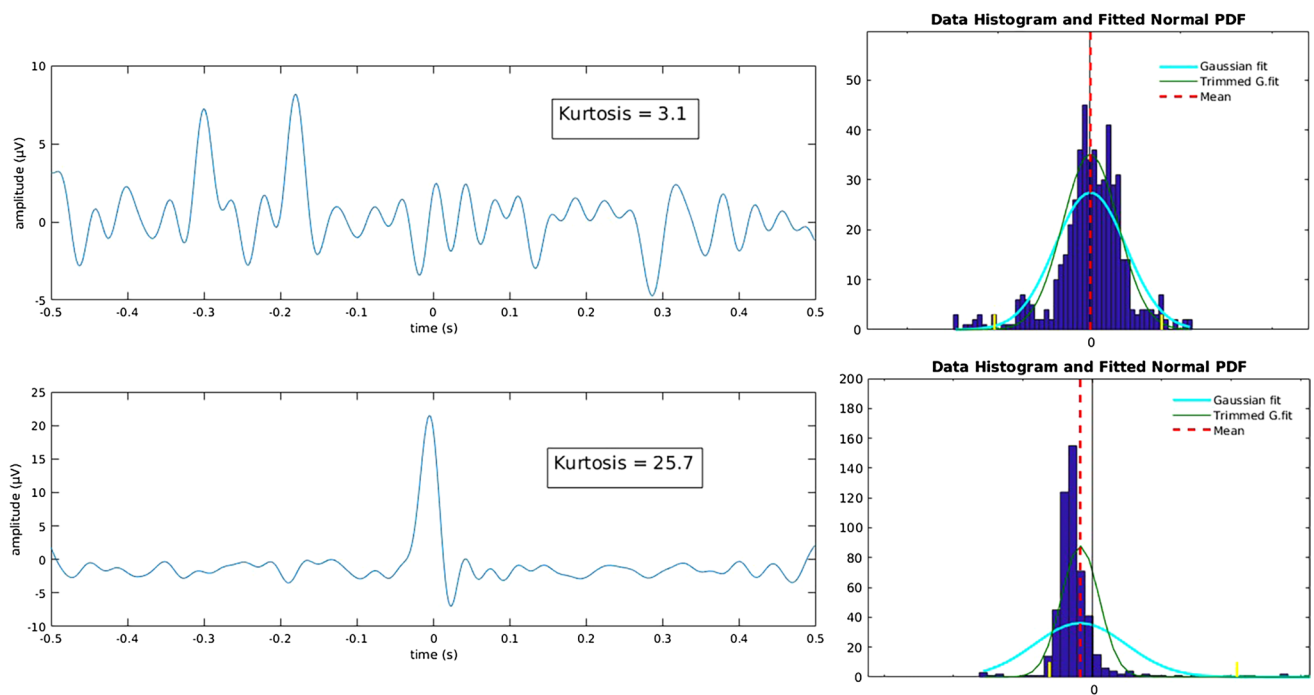 10
5
0
-5
amplitude (µV)
Kurtosis = 3.1
-0.5 -0.4 -0.3 -0.2 -0.1 0 0.1 0.2 0.3 0.4 0.5
time (s)
Data Histogram and Fitted Normal PDF
50
40
30
20
10
0
Gaussian fit
Trimmed G.fit
Mean
0
25
20
15
10
5
0
-5
-10
amplitude (µV)
Kurtosis = 25.7
-0.5 -0.4 -0.3 -0.2 -0.1 0 0.1 0.2 0.3 0.4 0.5
time (s)
Data Histogram and Fitted Normal PDF
200
180
160
140
120
100
80
60
40
20
0
Gaussian fit
Trimmed G.fit
Mean
0